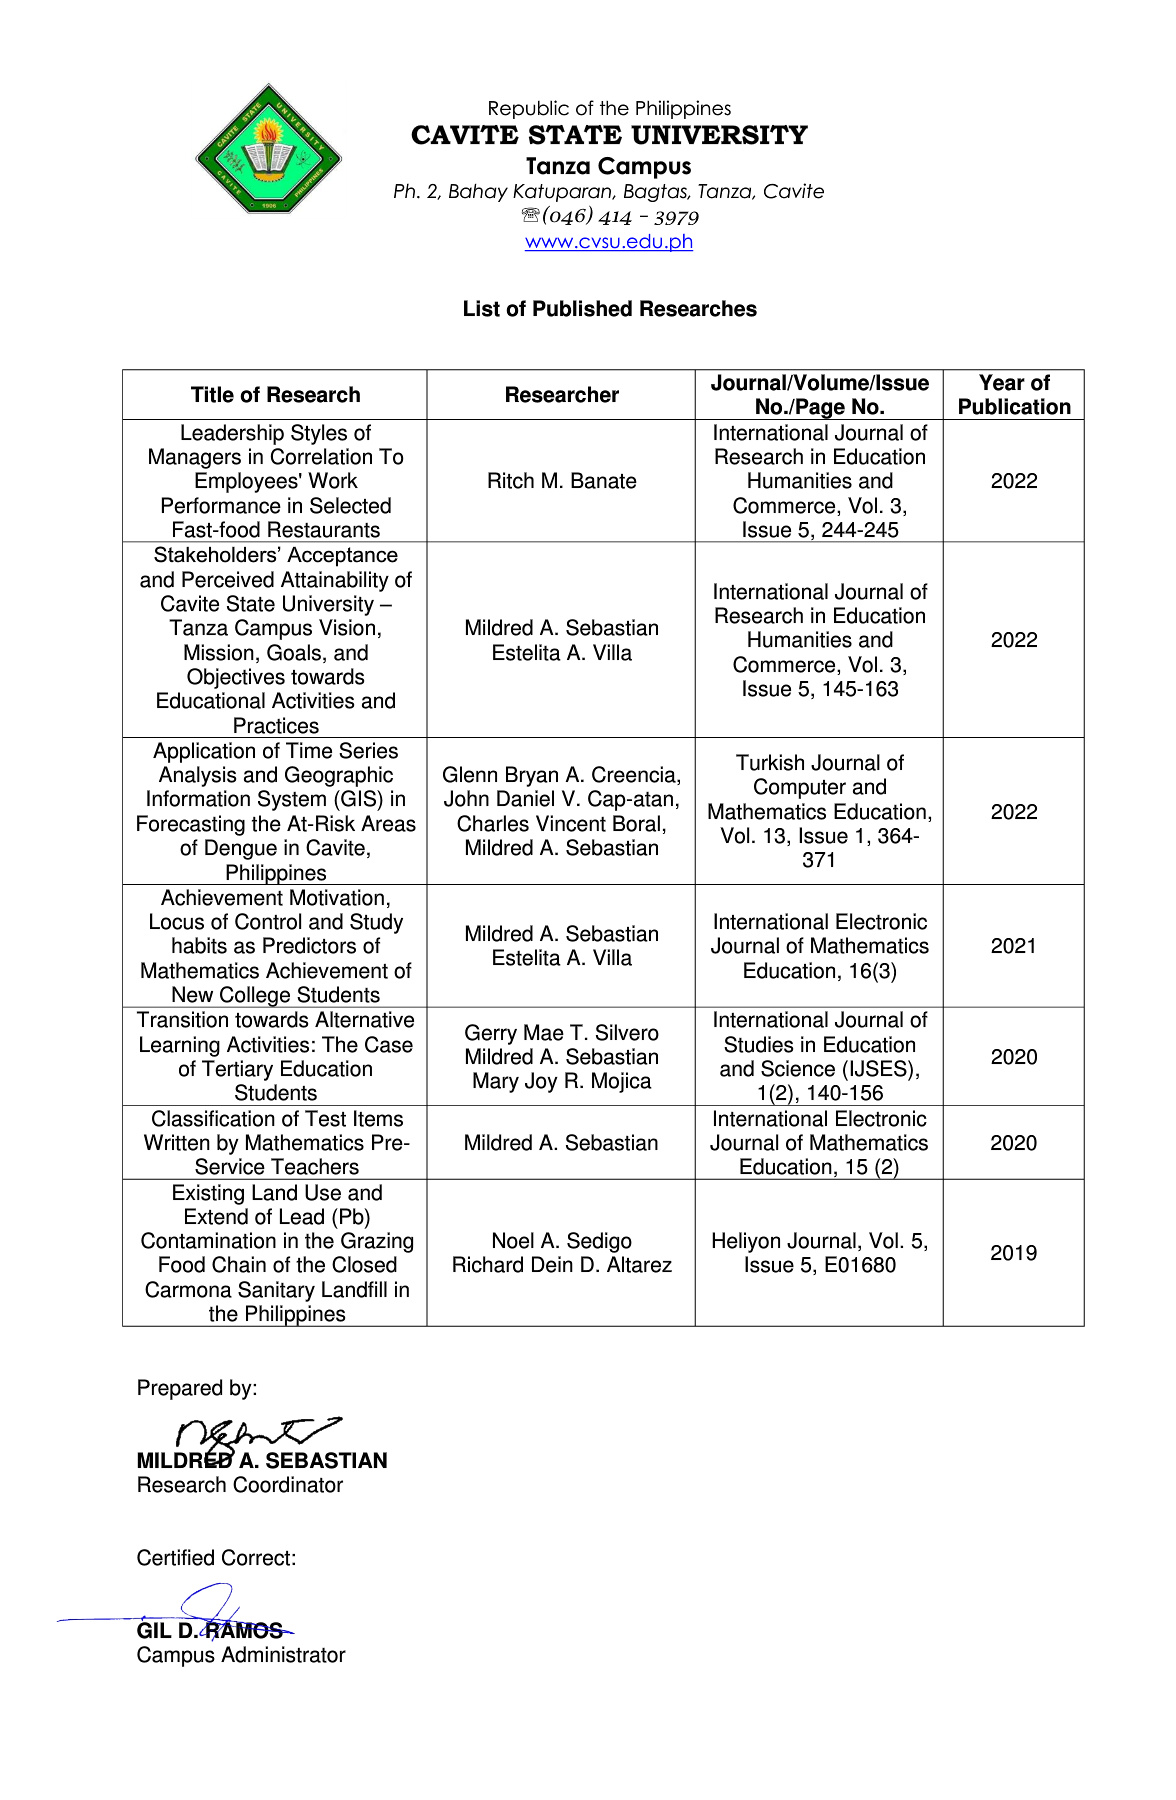 CAVITE STATE UNIVERSITY
CAVITE PHILIPPINES
1906
Republic of the Philippines
CAVITE STATE UNIVERSITY
Tanza Campus
Ph. 2, Bahay Katuparan, Bagtas, Tanza, Cavite
☏(046) 414 – 3979
www.cvsu.edu.ph
List of Published Researches
Title of Research
Researcher
Journal/Volume/Issue
No./Page No.
Year of
Publication
Leadership Styles of
Managers in Correlation To
Employees' Work
Performance in Selected
Fast-food Restaurants
Ritch M. Banate
International Journal of
Research in Education
Humanities and
Commerce, Vol. 3,
Issue 5, 244-245
2022
Stakeholders’ Acceptance
and Perceived Attainability of
Cavite State University –
Tanza Campus Vision,
Mission, Goals, and
Objectives towards
Educational Activities and
Practices
Mildred A. Sebastian
Estelita A. Villa
International Journal of
Research in Education
Humanities and
Commerce, Vol. 3,
Issue 5, 145-163
2022
Application of Time Series
Analysis and Geographic
Information System (GIS) in
Forecasting the At-Risk Areas
of Dengue in Cavite,
Philippines
Glenn Bryan A. Creencia,
John Daniel V. Cap-atan,
Charles Vincent Boral,
Mildred A. Sebastian
Turkish Journal of
Computer and
Mathematics Education,
Vol. 13, Issue 1, 364-
371
2022
Achievement Motivation,
Locus of Control and Study
habits as Predictors of
Mathematics Achievement of
New College Students
Mildred A. Sebastian
Estelita A. Villa
International Electronic
Journal of Mathematics
Education, 16(3)
2021
Transition towards Alternative
Learning Activities: The Case
of Tertiary Education
Students
Gerry Mae T. Silvero
Mildred A. Sebastian
Mary Joy R. Mojica
International Journal of
Studies in Education
and Science (IJSES),
1(2), 140-156
2020
Classification of Test Items
Written by Mathematics Pre-
Service Teachers
Mildred A. Sebastian
International Electronic
Journal of Mathematics
Education, 15 (2)
2020
Existing Land Use and
Extend of Lead (Pb)
Contamination in the Grazing
Food Chain of the Closed
Carmona Sanitary Landfill in
the Philippines
Noel A. Sedigo
Richard Dein D. Altarez
Heliyon Journal, Vol. 5,
Issue 5, E01680
2019
Prepared by:
MILDRED A. SEBASTIAN
Research Coordinator
Certified Correct:
GIL D. RAMOS
Campus Administrator